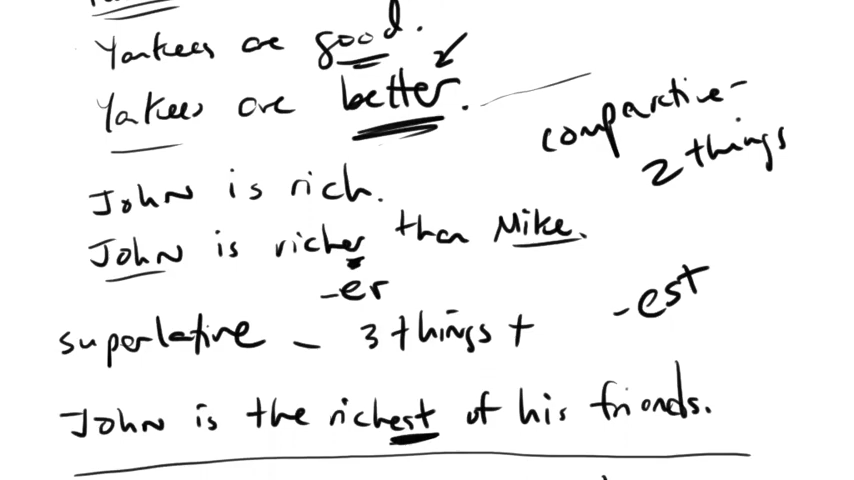 Yankees are good.
Yankees are better.
comparative -
2 things
John is rich.
John is richer than Mike.
-er
-est
superlative - 3 things +
John is the richest of his friends.